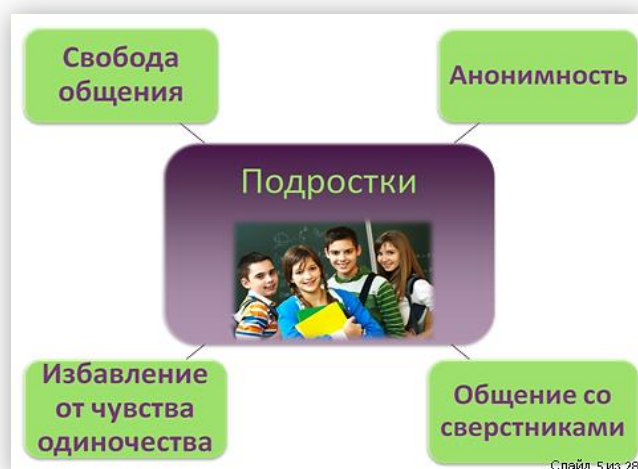 Свобода
общения
Анонимность
Подростки
Избавление
от чувства
одиночества
Общение со
сверстниками
Слайд 5 из 28